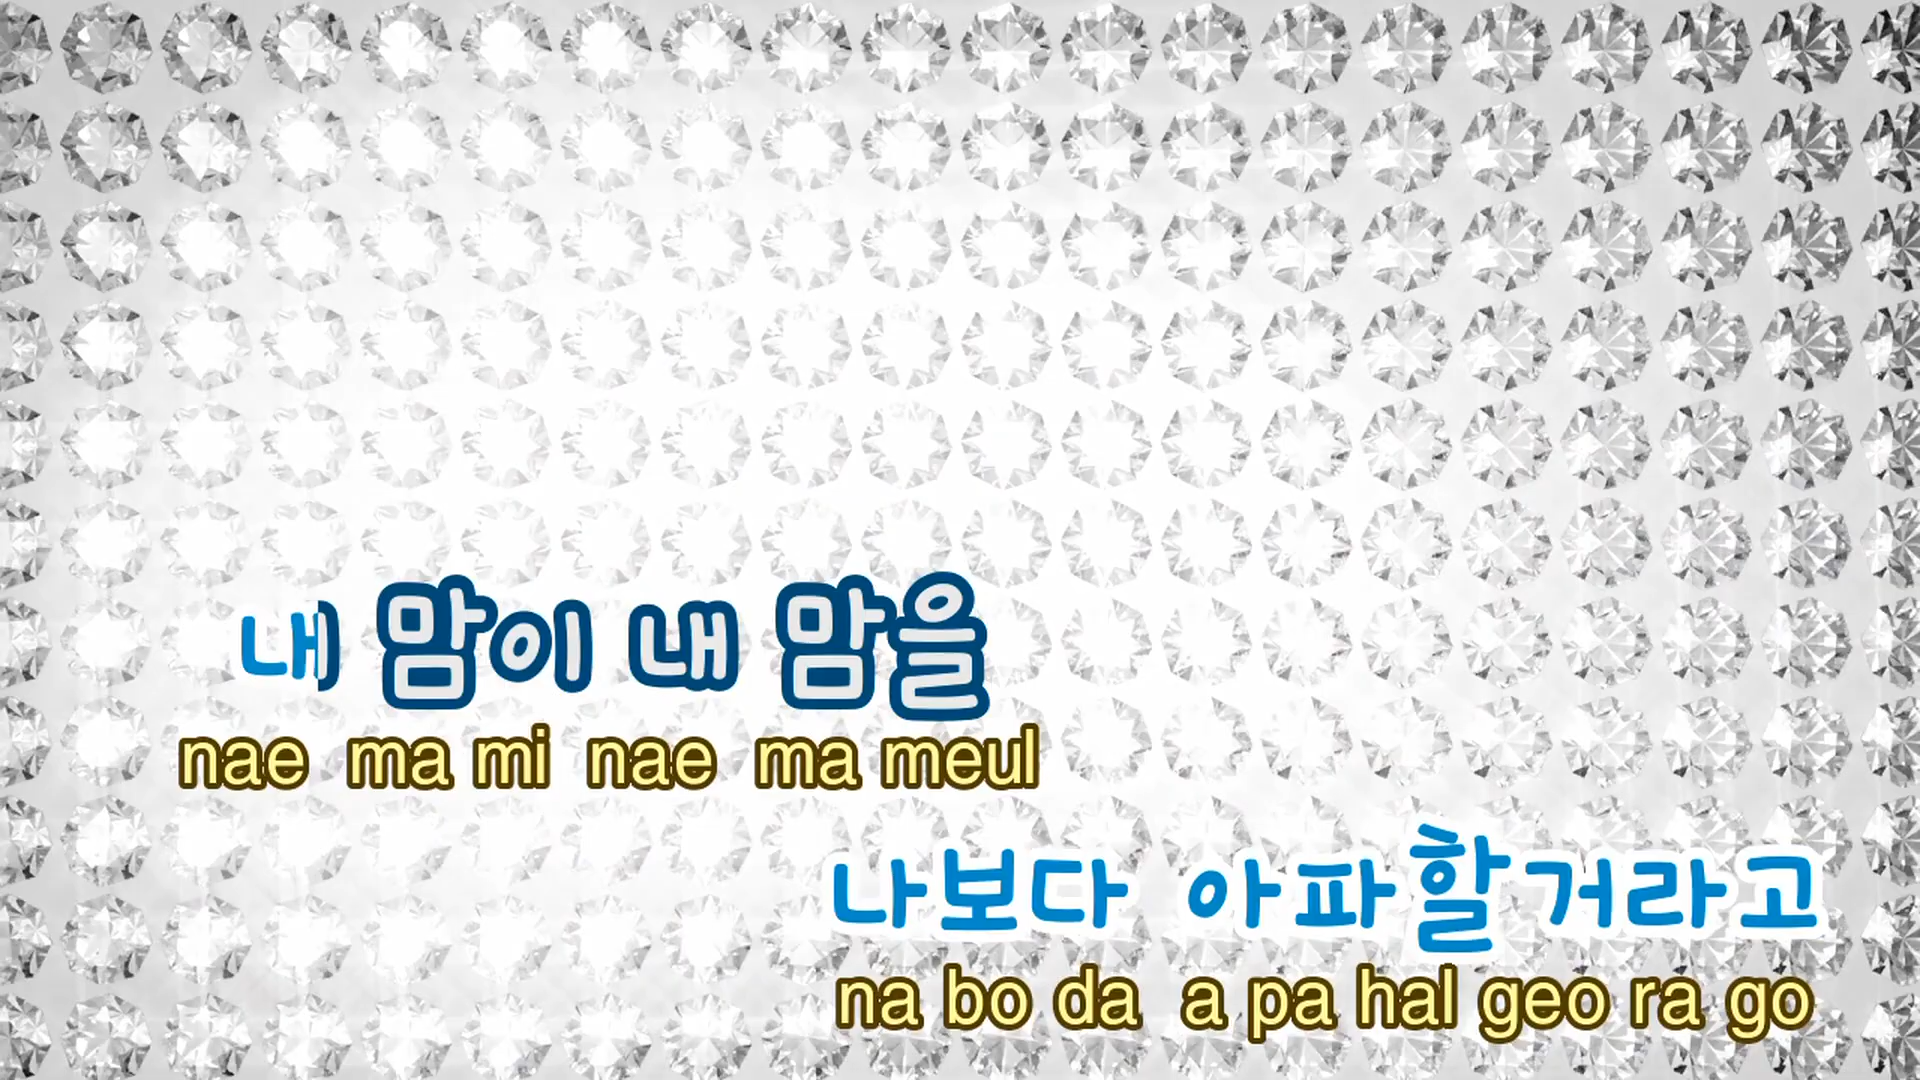 내 맘이 내 맘을
nae ma mi nae ma meul
나보다 아파할거라고
na bo da a pa hal geo ra go